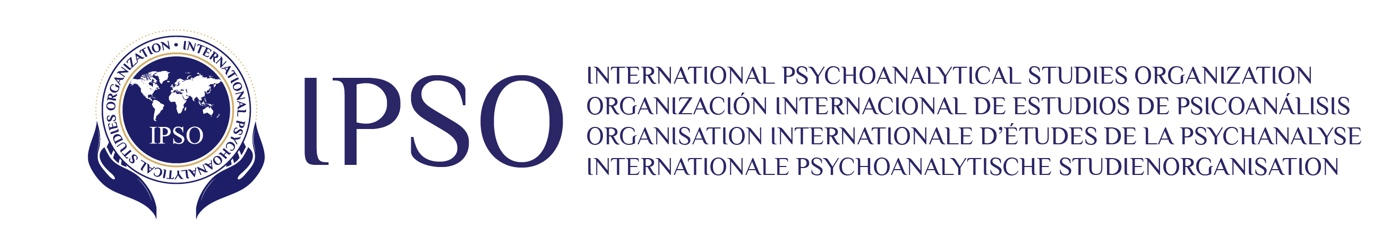 INTERNATIONAL PSYCHOANALYTICAL STUDIES ORGANIZATION •
IPSO
IPSO
INTERNATIONAL PSYCHOANALYTICAL STUDIES ORGANIZATION
ORGANIZACIÓN INTERNACIONAL DE ESTUDIOS DE PSICOANÁLISIS
ORGANISATION INTERNATIONALE D’ÉTUDES DE LA PSYCHANALYSE
INTERNATIONALE PSYCHOANALYTISCHE STUDIENORGANISATION